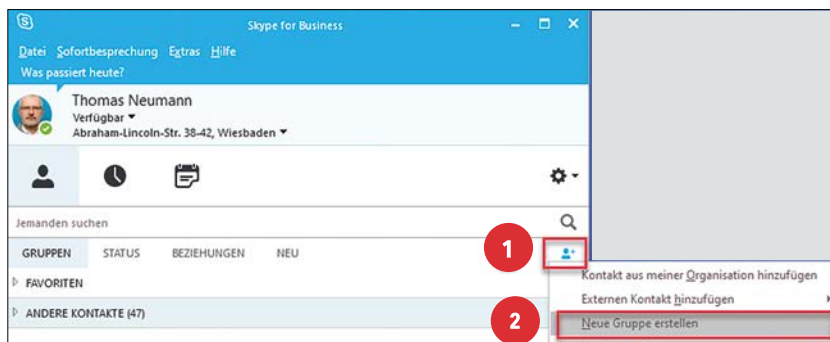 Skype for Business
Datei Sofortbesprechung Extras Hilfe
Was passiert heute?
Thomas Neumann
Verfügbar
Abraham-Lincoln-Str. 38-42, Wiesbaden
Jemanden suchen
GRUPPEN STATUS BEZIEHUNGEN NEU
1
FAVORITEN
Kontakt aus meiner Organisation hinzufügen
Externen Kontakt hinzufügen
ANDERE KONTAKTE (47)
2
Neue Gruppe erstellen